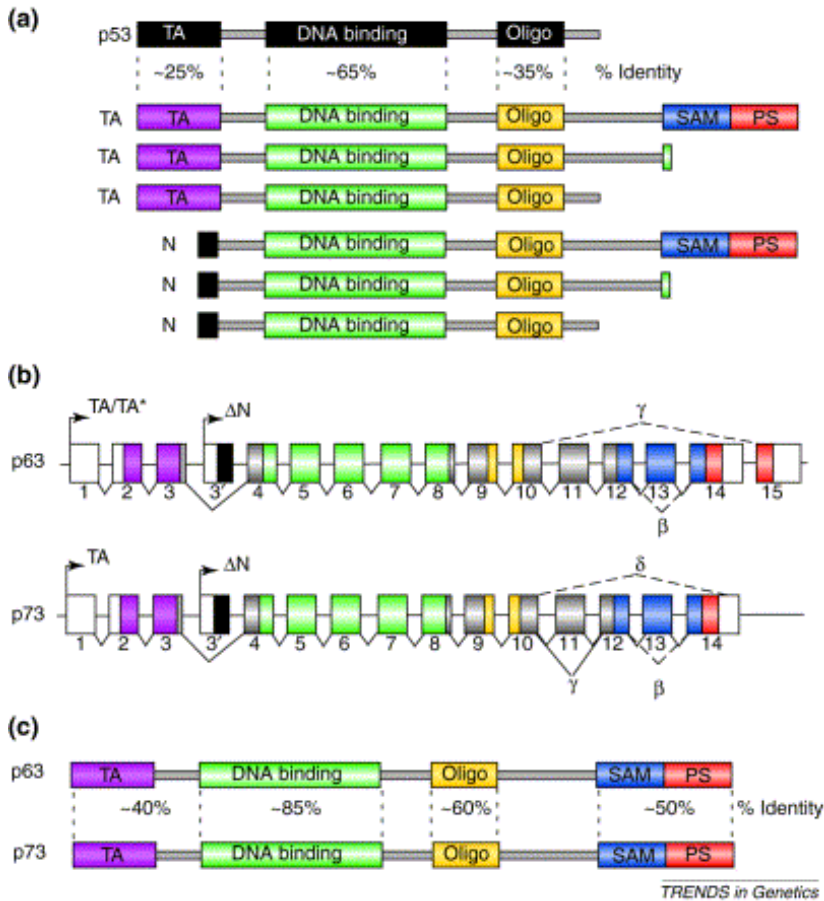 (a)
p53 TA DNA binding Oligo
~25% ~65% ~35% % Identity
TA TA DNA binding Oligo SAM PS
TA TA DNA binding Oligo
TA TA DNA binding Oligo
N DNA binding Oligo SAM PS
N DNA binding Oligo
N DNA binding Oligo
(b)
TA/TA* ΔN γ
p63
1 2 3 3' 4 5 6 7 8 9 10 11 12 13 14 15
β
TA ΔN δ
p73
1 2 3 3' 4 5 6 7 8 9 10 11 12 13 14
γ β
(c)
p63 TA DNA binding Oligo SAM PS
~40% ~85% ~60% ~50% % Identity
p73 TA DNA binding Oligo SAM PS
TRENDS in Genetics